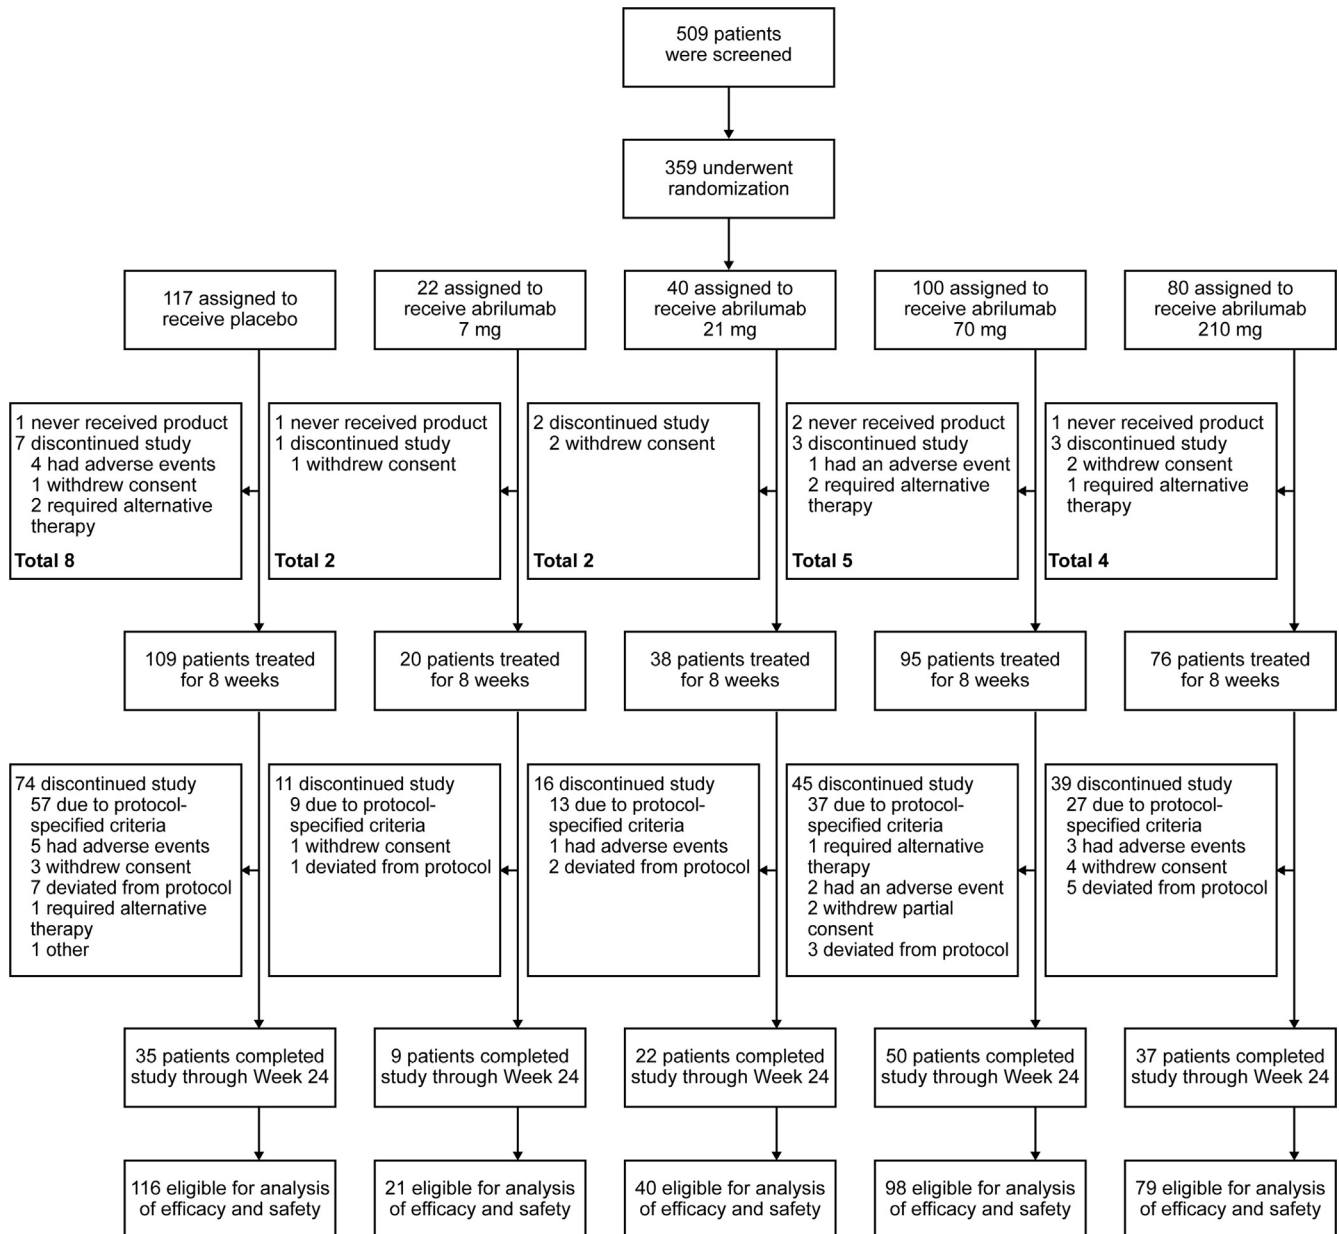 509 patients
were screened
359 underwent
randomization
117 assigned to
receive placebo
22 assigned to
receive abrilumab
7 mg
40 assigned to
receive abrilumab
21 mg
100 assigned to
receive abrilumab
70 mg
80 assigned to
receive abrilumab
210 mg
1 never received product
7 discontinued study
4 had adverse events
1 withdrew consent
2 required alternative
therapy
Total 8
1 never received product
1 discontinued study
1 withdrew consent
Total 2
2 discontinued study
2 withdrew consent
Total 2
2 never received product
3 discontinued study
1 had an adverse event
2 required alternative
therapy
Total 5
1 never received product
3 discontinued study
2 withdrew consent
1 required alternative
therapy
Total 4
109 patients treated
for 8 weeks
20 patients treated
for 8 weeks
38 patients treated
for 8 weeks
95 patients treated
for 8 weeks
76 patients treated
for 8 weeks
74 discontinued study
57 due to protocol-
specified criteria
5 had adverse events
3 withdrew consent
7 deviated from protocol
1 required alternative
therapy
1 other
11 discontinued study
9 due to protocol-
specified criteria
1 withdrew consent
1 deviated from protocol
16 discontinued study
13 due to protocol-
specified criteria
1 had adverse events
2 deviated from protocol
45 discontinued study
37 due to protocol-
specified criteria
1 required alternative
therapy
2 had an adverse event
2 withdrew partial
consent
3 deviated from protocol
39 discontinued study
27 due to protocol-
specified criteria
3 had adverse events
4 withdrew consent
5 deviated from protocol
35 patients completed
study through Week 24
9 patients completed
study through Week 24
22 patients completed
study through Week 24
50 patients completed
study through Week 24
37 patients completed
study through Week 24
116 eligible for analysis
of efficacy and safety
21 eligible for analysis
of efficacy and safety
40 eligible for analysis
of efficacy and safety
98 eligible for analysis
of efficacy and safety
79 eligible for analysis
of efficacy and safety